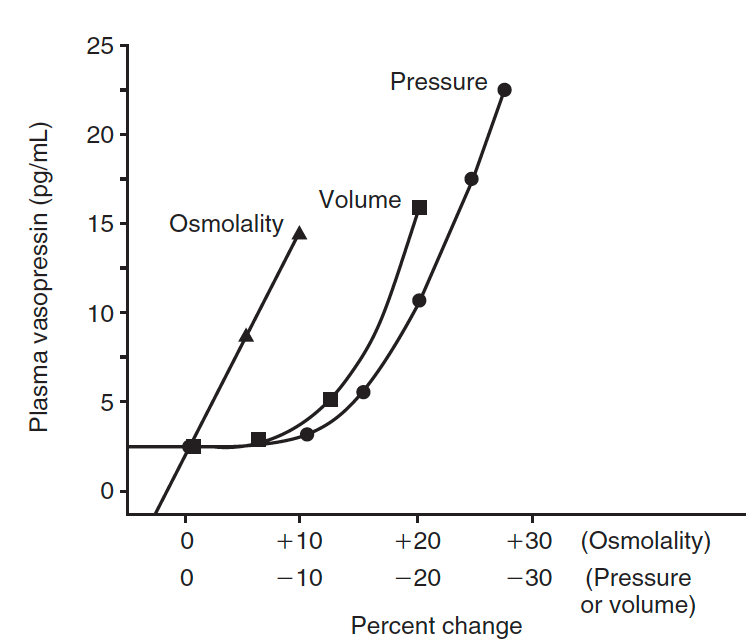 Plasma vasopressin (pg/mL)
25
20
15
10
5
0
Pressure
Volume
Osmolality
0 +10 +20 +30 (Osmolality)
0 −10 −20 −30 (Pressure
or volume)
Percent change